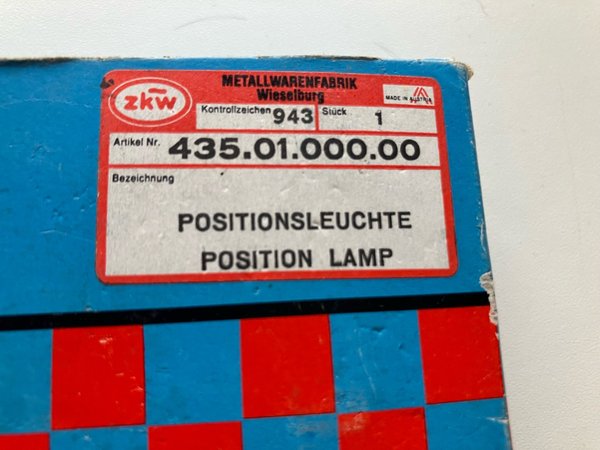 zkw
METALLWARENFABRIK
Wieselburg
MADE IN AUSTRIA
Kontrollzeichen 943 Stück 1
Artikel Nr. 435.01.000.00
Bezeichnung
POSITIONSLEUCHTE
POSITION LAMP